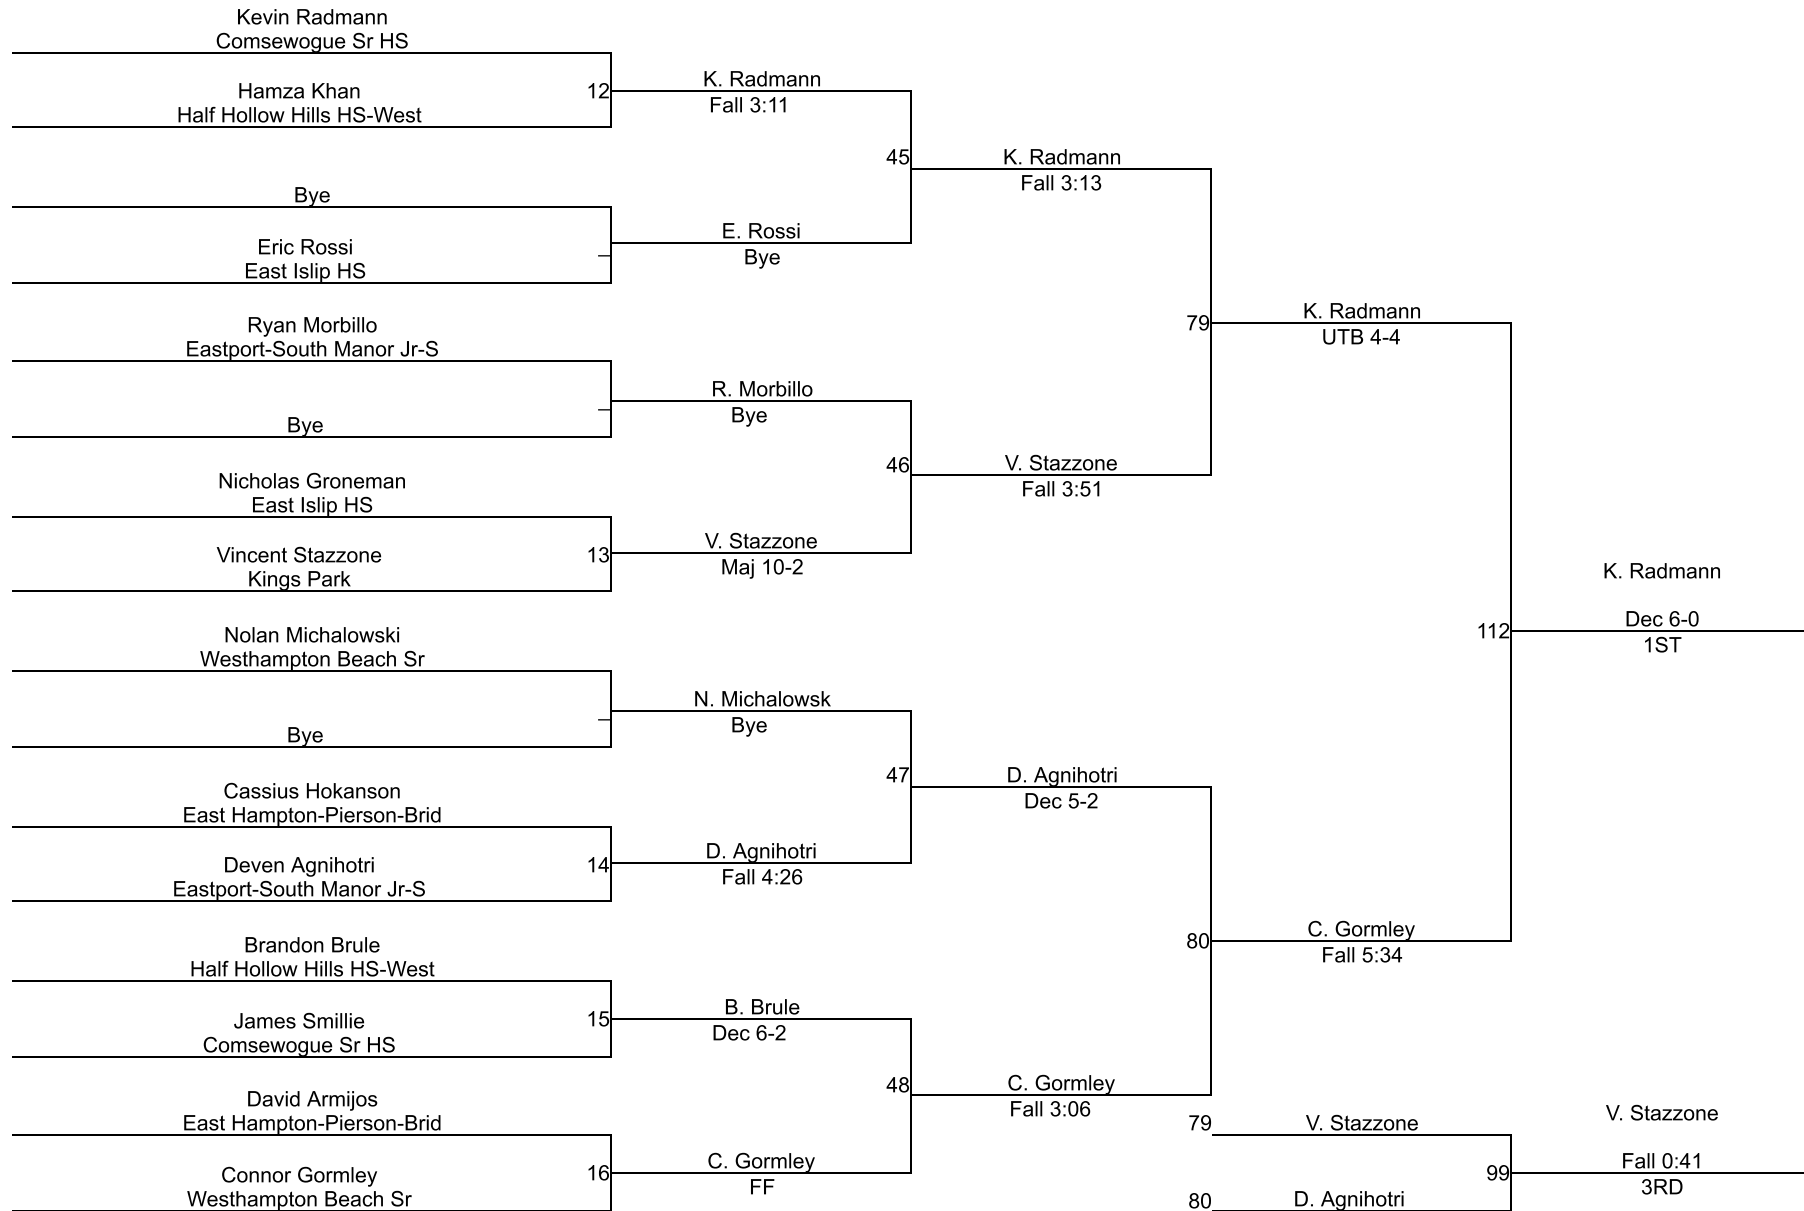 Kevin Radmann
Comsewogue Sr HS
Hamza Khan
Half Hollow Hills HS-West
12
K. Radmann
Fall 3:11
Bye
Eric Rossi
East Islip HS
E. Rossi
Bye
45
K. Radmann
Fall 3:13
Ryan Morbillo
Eastport-South Manor Jr-S
Bye
R. Morbillo
Bye
Nicholas Groneman
East Islip HS
Vincent Stazzone
Kings Park
13
V. Stazzone
Maj 10-2
46
V. Stazzone
Fall 3:51
79
K. Radmann
UTB 4-4
Nolan Michalowski
Westhampton Beach Sr
Bye
N. Michalowsk
Bye
Cassius Hokanson
East Hampton-Pierson-Brid
Deven Agnihotri
Eastport-South Manor Jr-S
14
D. Agnihotri
Fall 4:26
47
D. Agnihotri
Dec 5-2
Brandon Brule
Half Hollow Hills HS-West
James Smillie
Comsewogue Sr HS
15
B. Brule
Dec 6-2
David Armijos
East Hampton-Pierson-Brid
Connor Gormley
Westhampton Beach Sr
16
C. Gormley
FF
48
C. Gormley
Fall 3:06
80
C. Gormley
Fall 5:34
112
K. Radmann
Dec 6-0
1ST
79
V. Stazzone
80
D. Agnihotri
99
V. Stazzone
Fall 0:41
3RD